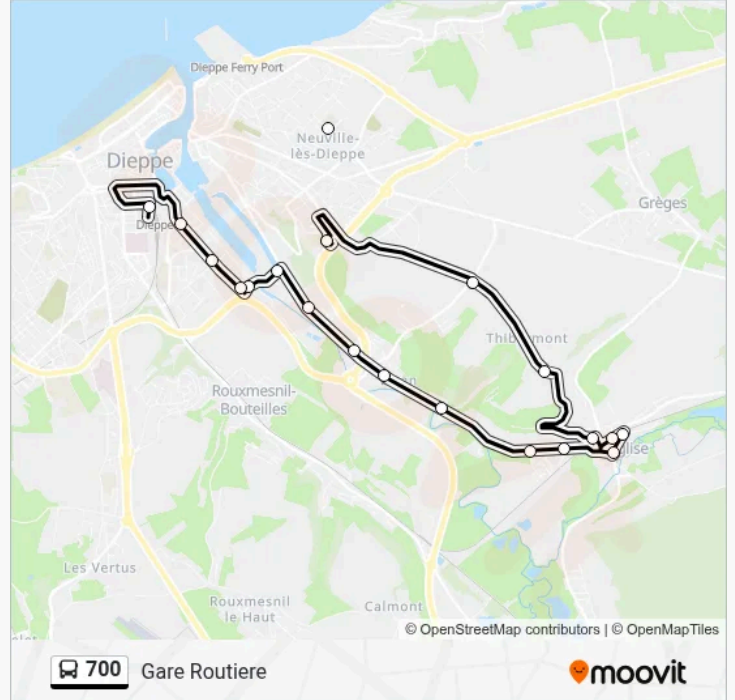 Dieppe Ferry Port
Neuville-
lès-Dieppe
Dieppe
Grèges
Dieppe
Rouxmesnil-
Bouteilles
Les Vertus
Rouxmesnil
le Haut
Calmont
© OpenStreetMap contributors | © OpenMapTiles
700 Gare Routiere
moovit